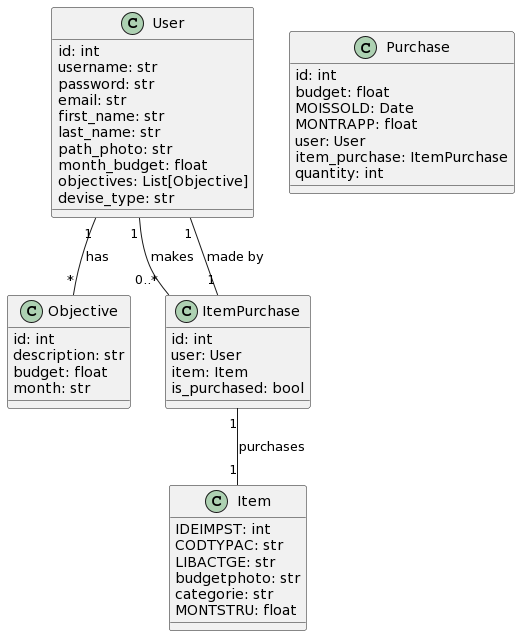 C User
id: int
username: str
password: str
email: str
first_name: str
last_name: str
path_photo: str
month_budget: float
objectives: List[Objective]
devise_type: str
C Purchase
id: int
budget: float
MOISSOLD: Date
MONTRAPP: float
user: User
item_purchase: ItemPurchase
quantity: int
1 1 1
has makes made by
* 0..* 1
C Objective
id: int
description: str
budget: float
month: str
C ItemPurchase
id: int
user: User
item: Item
is_purchased: bool
1
purchases
1
C Item
IDEIMPST: int
CODTYPAC: str
LIBACTGE: str
budgetphoto: str
categorie: str
MONTSTRU: float